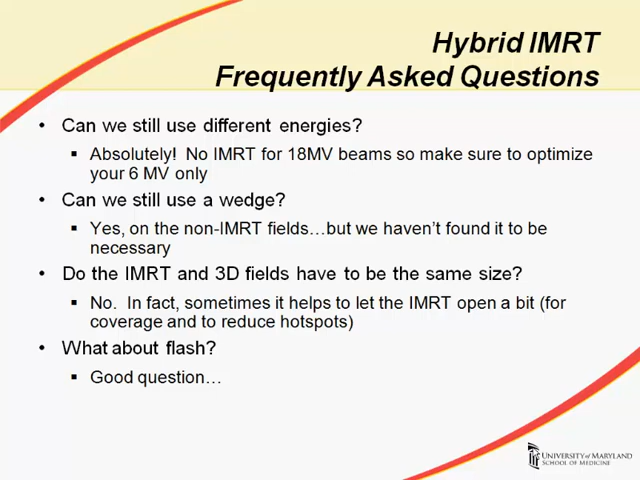 Hybrid IMRT
Frequently Asked Questions
• Can we still use different energies?
▪ Absolutely! No IMRT for 18MV beams so make sure to optimize
your 6 MV only
• Can we still use a wedge?
▪ Yes, on the non-IMRT fields…but we haven't found it to be
necessary
• Do the IMRT and 3D fields have to be the same size?
▪ No. In fact, sometimes it helps to let the IMRT open a bit (for
coverage and to reduce hotspots)
• What about flash?
▪ Good question…
UNIVERSITY of MARYLAND
SCHOOL OF MEDICINE